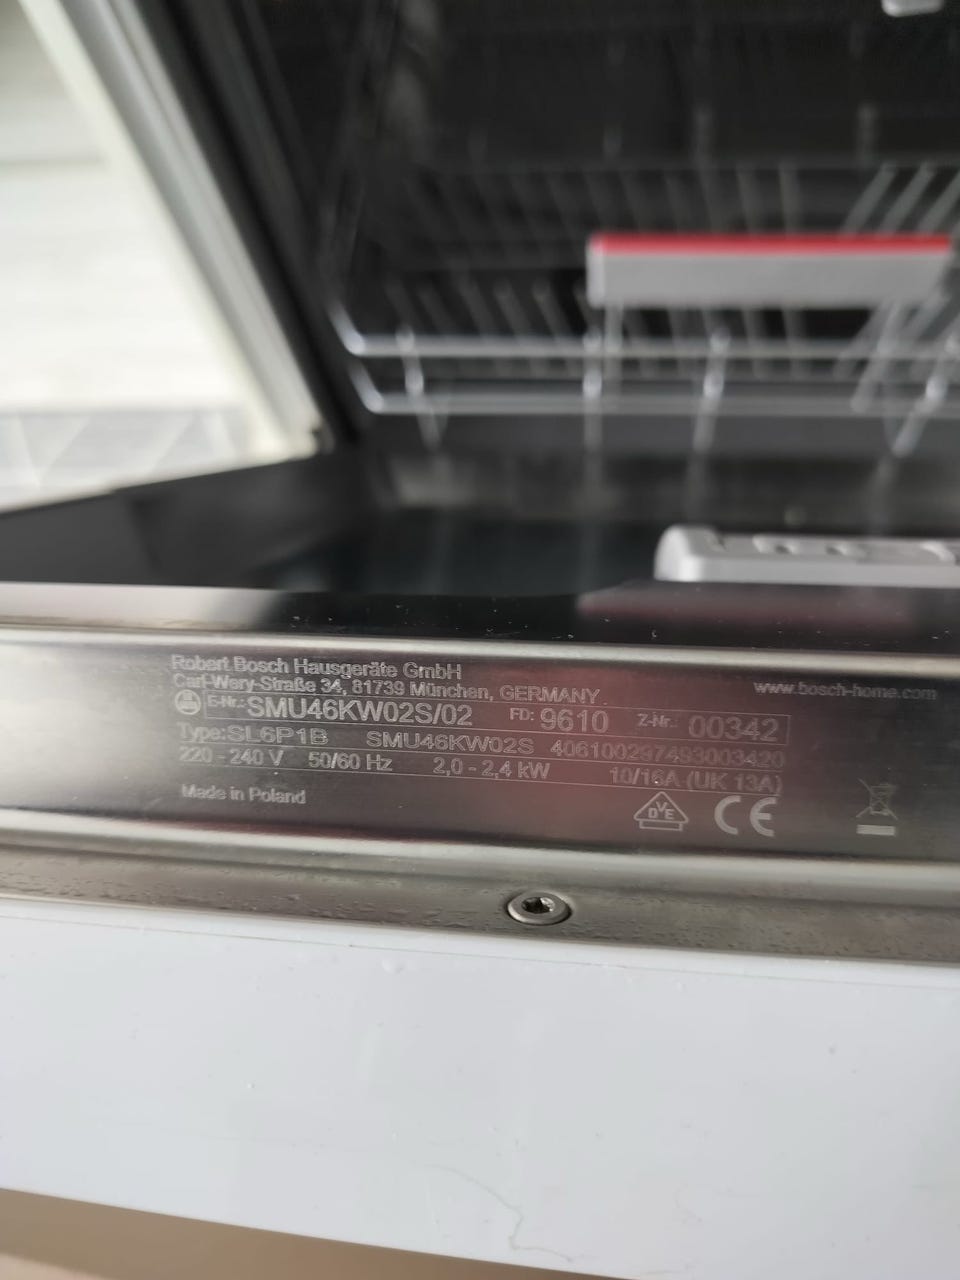 Robert Bosch Hausgeräte GmbH
Carl-Wery-Straße 34, 81739 München, GERMANY
www.bosch-home.com
E-Nr.: SMU46KW02S/02 FD: 9610 Z-Nr.: 00342
Type: SL6P1B SMU46KW02S 406100297493003420
220 - 240 V 50/60 Hz 2,0 - 2,4 kW 10/16A (UK 13A)
Made in Poland
DVE CE